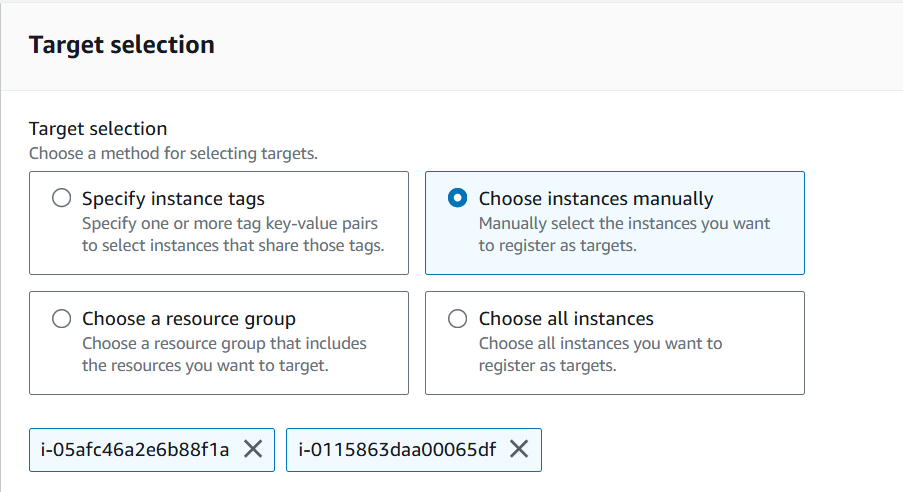 Target selection
Target selection
Choose a method for selecting targets.
Specify instance tags
Specify one or more tag key-value pairs
to select instances that share those tags.
Choose instances manually
Manually select the instances you want
to register as targets.
Choose a resource group
Choose a resource group that includes
the resources you want to target.
Choose all instances
Choose all instances you want to
register as targets.
i-05afc46a2e6b88f1a
i-0115863daa00065df